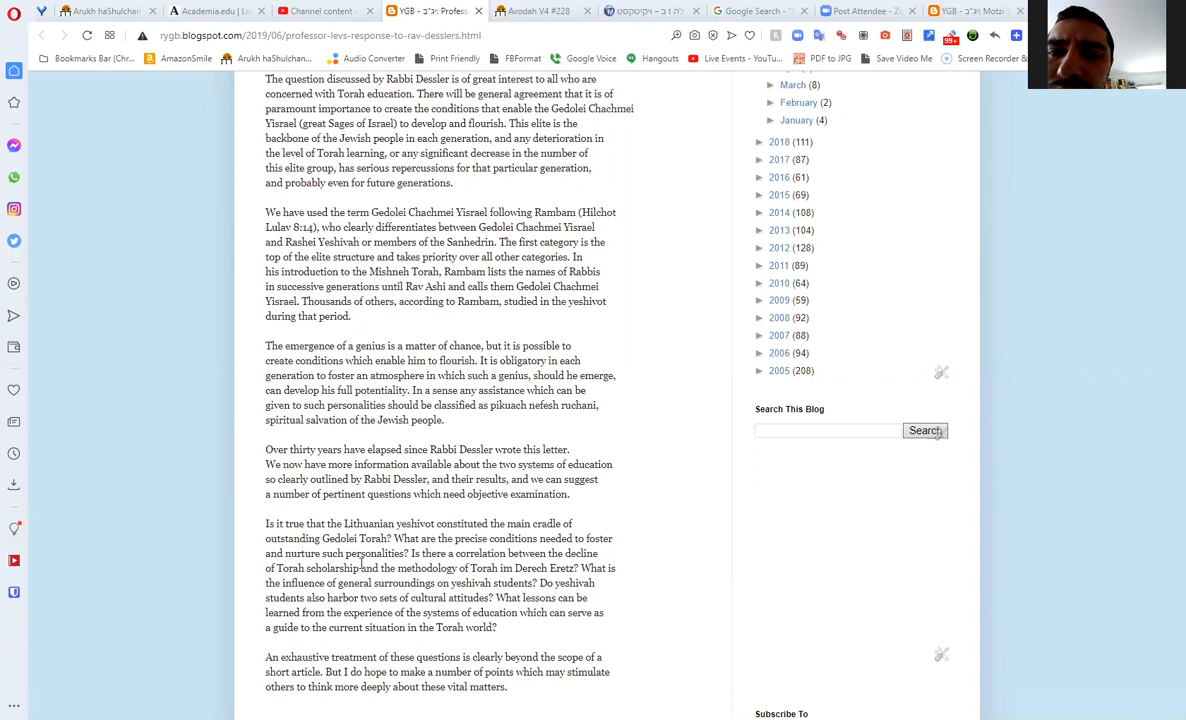 Arukh haShulchan
Academia.edu | Lo
Channel content -
YGB - יג"ב: Profess
Avodah V4 #228
לה ז ב – ויקיטקסט
Google Search - "
Post Attendee - Zo
YGB - יג"ב: Motzi
rygb.blogspot.com/2019/06/professor-levs-response-to-rav-desslers.html
99+
Bookmarks Bar (Chr...
AmazonSmile
Arukh haShulchan...
Audio Converter
Print Friendly
FBFormat
Google Voice
Hangouts
Live Events - YouTu...
PDF to JPG
Save Video Me
Screen Recorder &
The question discussed by Rabbi Dessler is of great interest to all who are
concerned with Torah education. There will be general agreement that it is of
paramount importance to create the conditions that enable the Gedolei Chachmei
Yisrael (great Sages of Israel) to develop and flourish. This elite is the
backbone of the Jewish people in each generation, and any deterioration in
the level of Torah learning, or any significant decrease in the number of
this elite group, has serious repercussions for that particular generation,
and probably even for future generations.
We have used the term Gedolei Chachmei Yisrael following Rambam (Hilchot
Lulav 8:14), who clearly differentiates between Gedolei Chachmei Yisrael
and Rashei Yeshivah or members of the Sanhedrin. The first category is the
top of the elite structure and takes priority over all other categories. In
his introduction to the Mishneh Torah, Rambam lists the names of Rabbis
in successive generations until Rav Ashi and calls them Gedolei Chachmei
Yisrael. Thousands of others, according to Rambam, studied in the yeshivot
during that period.
The emergence of a genius is a matter of chance, but it is possible to
create conditions which enable him to flourish. It is obligatory in each
generation to foster an atmosphere in which such a genius, should he emerge,
can develop his full potentiality. In a sense any assistance which can be
given to such personalities should be classified as pikuach nefesh ruchani,
spiritual salvation of the Jewish people.
Over thirty years have elapsed since Rabbi Dessler wrote this letter.
We now have more information available about the two systems of education
so clearly outlined by Rabbi Dessler, and their results, and we can suggest
a number of pertinent questions which need objective examination.
Is it true that the Lithuanian yeshivot constituted the main cradle of
outstanding Gedolei Torah? What are the precise conditions needed to foster
and nurture such personalities? Is there a correlation between the decline
of Torah scholarship and the methodology of Torah im Derech Eretz? What is
the influence of general surroundings on yeshivah students? Do yeshivah
students also harbor two sets of cultural attitudes? What lessons can be
learned from the experience of the systems of education which can serve as
a guide to the current situation in the Torah world?
An exhaustive treatment of these questions is clearly beyond the scope of a
short article. But I do hope to make a number of points which may stimulate
others to think more deeply about these vital matters.
► March (8)
► February (2)
► January (4)
► 2018 (111)
► 2017 (87)
► 2016 (61)
► 2015 (69)
► 2014 (108)
► 2013 (104)
► 2012 (128)
► 2011 (89)
► 2010 (64)
► 2009 (59)
► 2008 (92)
► 2007 (88)
► 2006 (94)
► 2005 (208)
Search This Blog
Search
Subscribe To